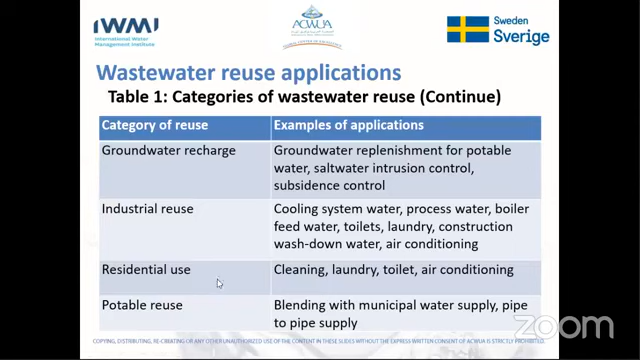 IWMI
International Water
Management Institute
ACWUA
Sweden
Sverige
Wastewater reuse applications
Table 1: Categories of wastewater reuse (Continue)
Category of reuse Examples of applications
Groundwater recharge Groundwater replenishment for potable
water, saltwater intrusion control,
subsidence control
Industrial reuse Cooling system water, process water, boiler
feed water, toilets, laundry, construction
wash-down water, air conditioning
Residential use Cleaning, laundry, toilet, air conditioning
Potable reuse Blending with municipal water supply, pipe
to pipe supply
zoom
COPYING, DISTRIBUTING, RE-CREATING OR ANY OTHER UNAUTHORIZED USE OF THE CONTENT IN THESE SLIDES WITHOUT THE EXPRESS WRITTEN CONSENT OF ACWUA IS STRICTLY PROHIBITED.